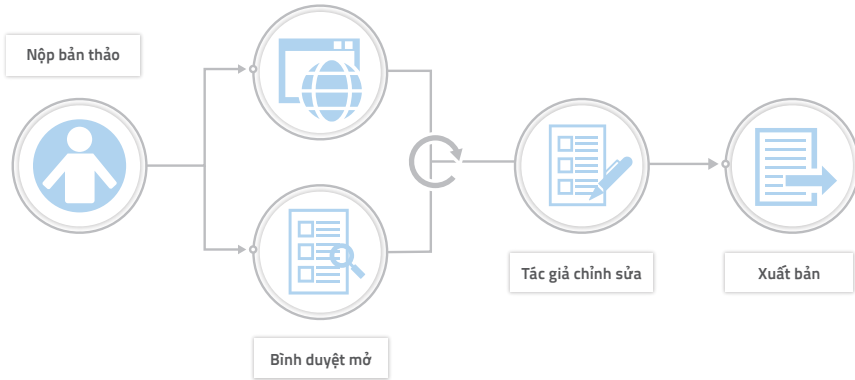 Nộp bản thảo
Bình duyệt mở
Tác giả chỉnh sửa
Xuất bản